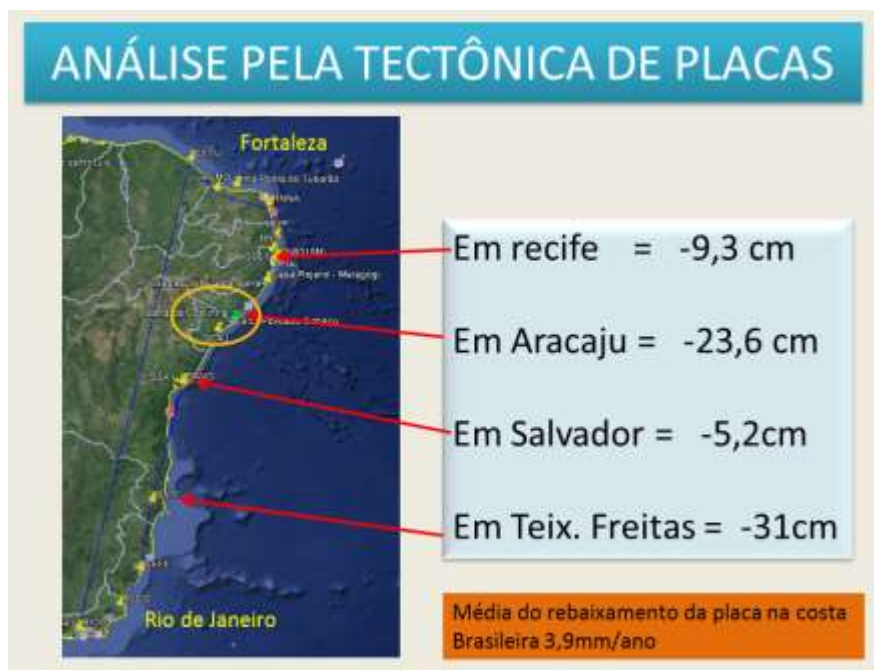 ANÁLISE PELA TECTÔNICA DE PLACAS
Fortaleza
Rio de Janeiro
Em recife = -9,3 cm
Em Aracaju = -23,6 cm
Em Salvador = -5,2cm
Em Teix. Freitas = -31cm
Média do rebaixamento da placa na costa
Brasileira 3,9mm/ano